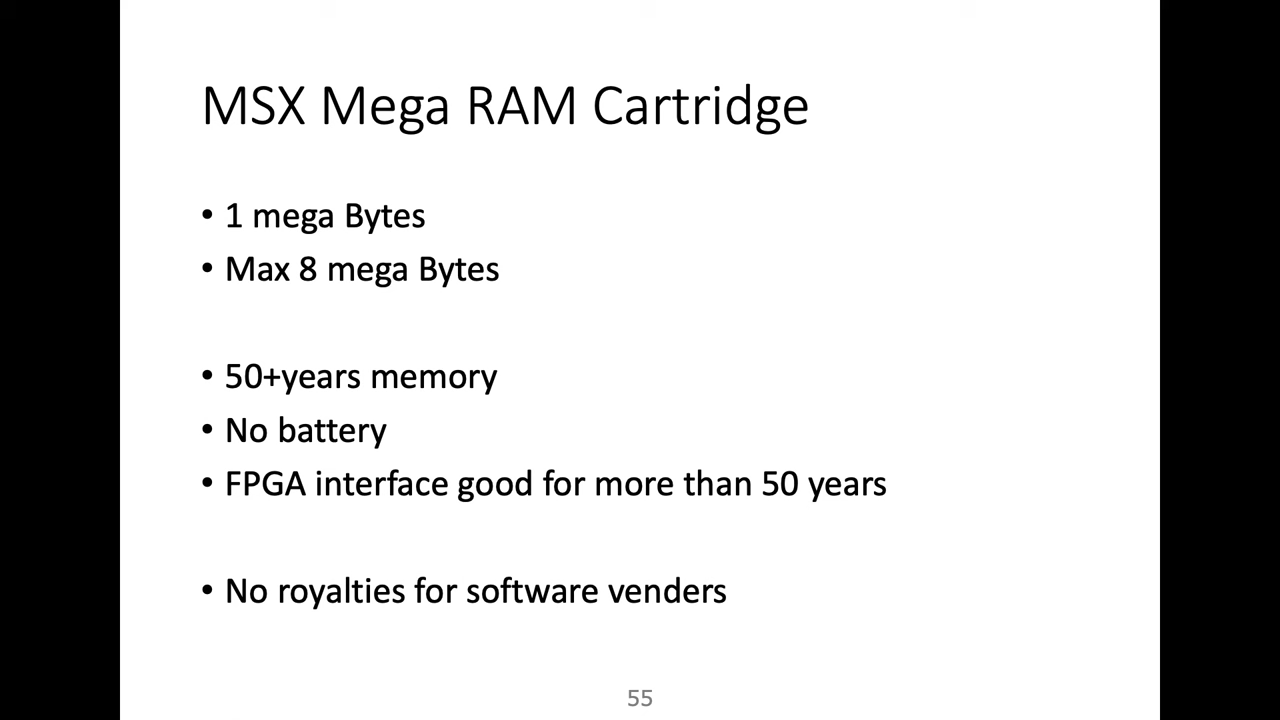 MSX Mega RAM Cartridge
• 1 mega Bytes
• Max 8 mega Bytes
• 50+years memory
• No battery
• FPGA interface good for more than 50 years
• No royalties for software venders
55